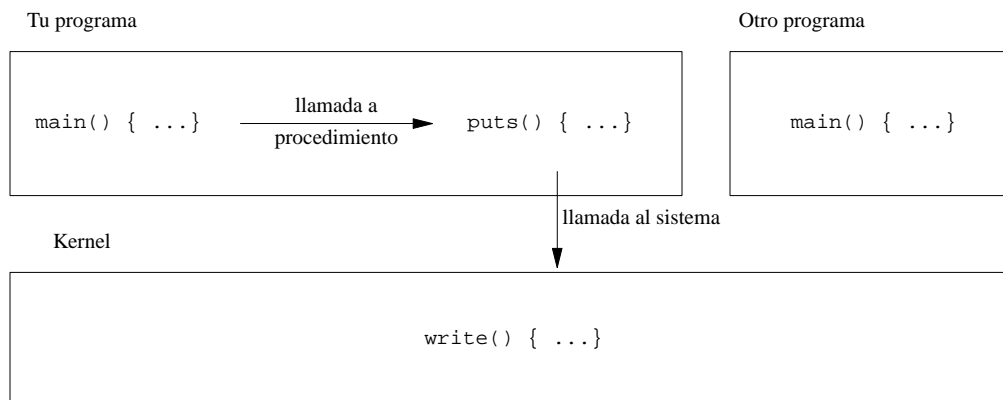 Tu programa
Otro programa
main() { ...}
llamada a
procedimiento
puts() { ...}
main() { ...}
llamada al sistema
Kernel
write() { ...}